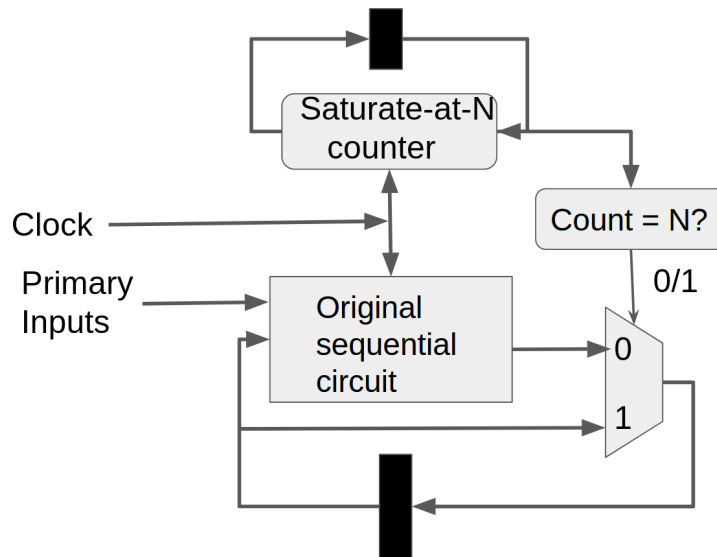 Saturate-at-N
counter
Clock
Count = N?
Primary
Inputs
0/1
Original
sequential
circuit
0
1